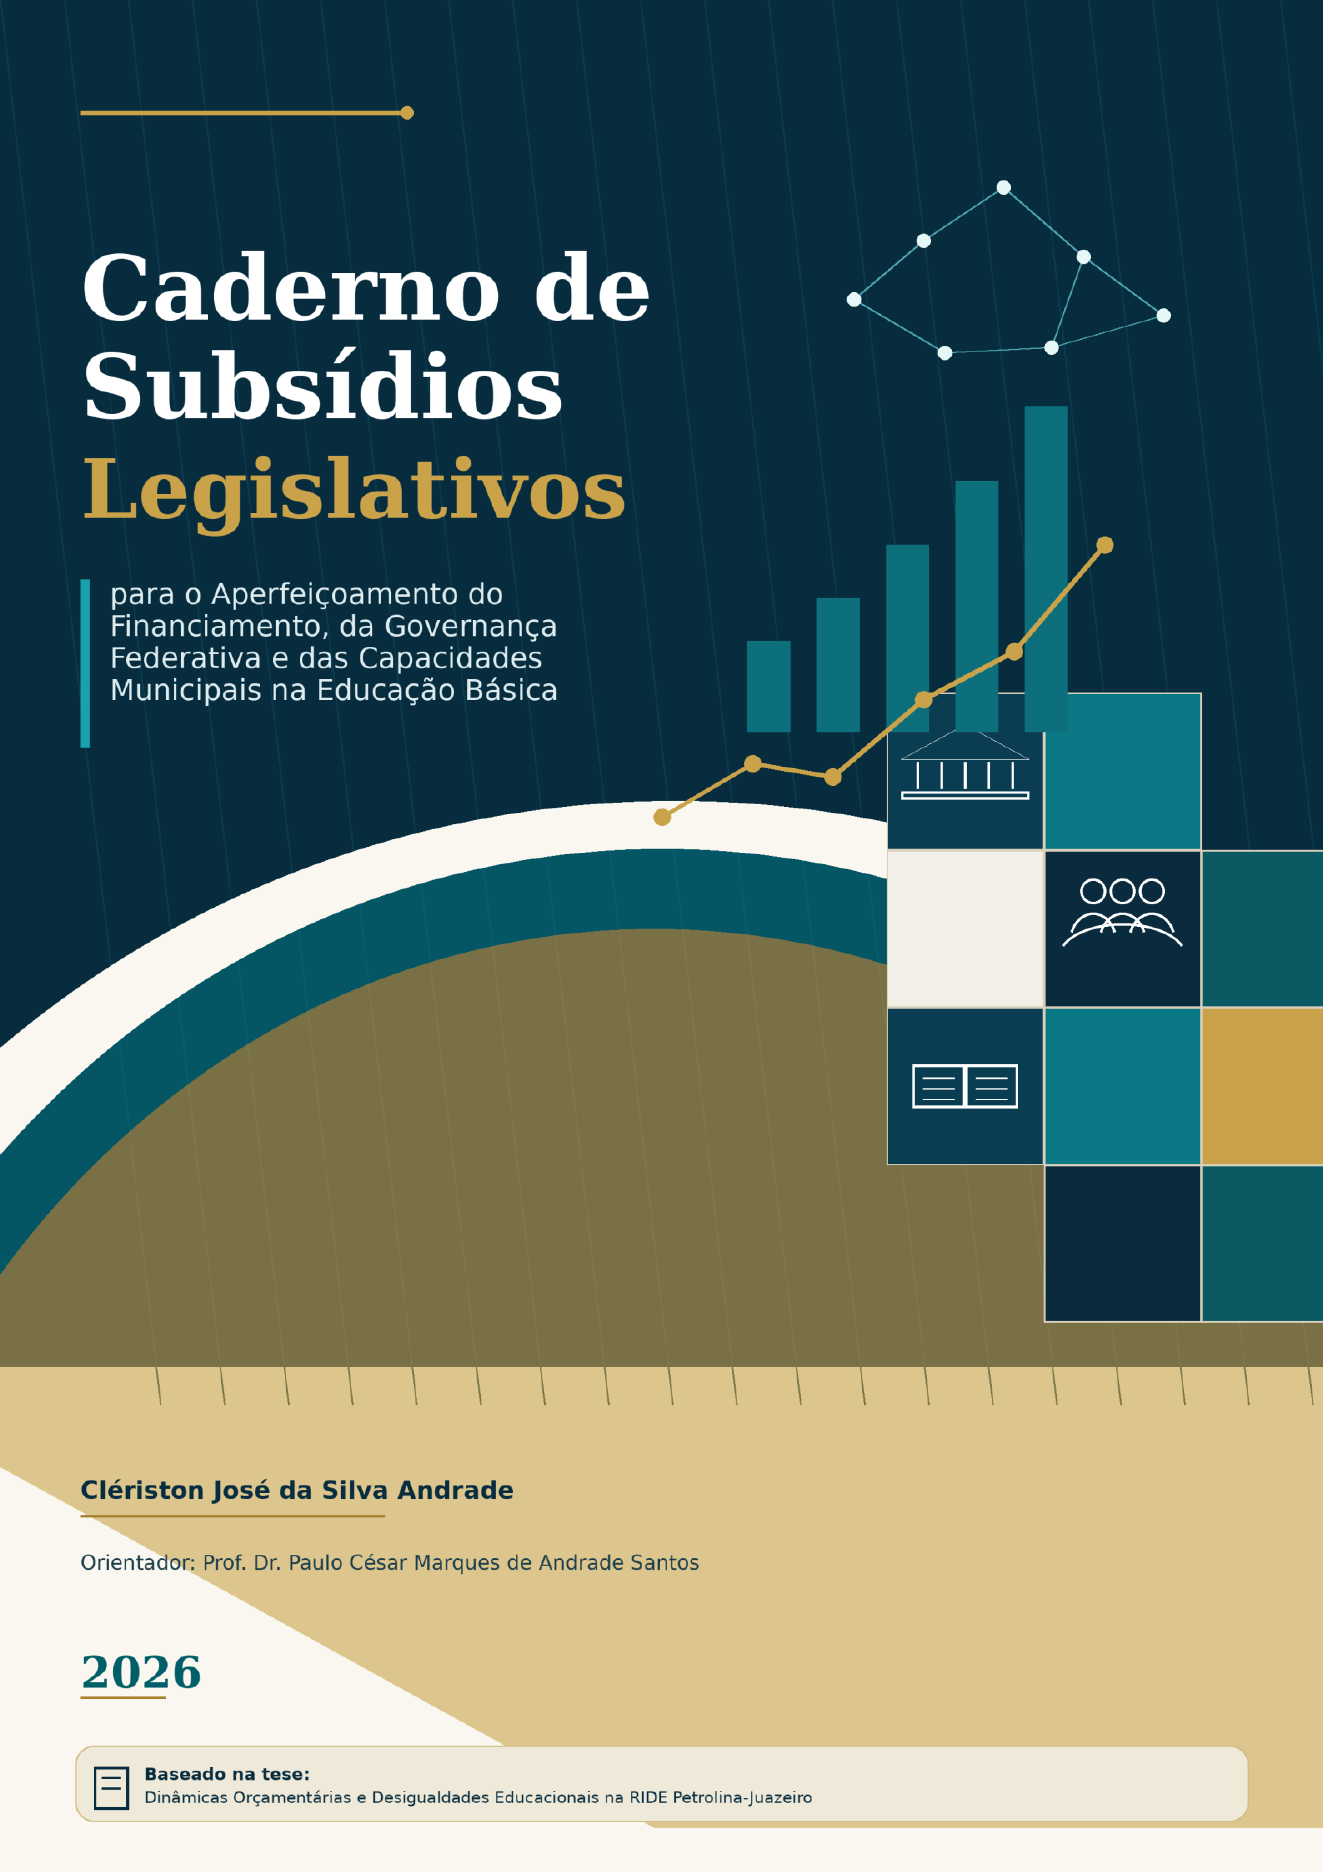 Caderno de
Subsídios
Legislativos
para o Aperfeiçoamento do
Financiamento, da Governança
Federativa e das Capacidades
Municipais na Educação Básica
Clériston José da Silva Andrade
Orientador: Prof. Dr. Paulo César Marques de Andrade Santos
2026
Baseado na tese:
Dinâmicas Orçamentárias e Desigualdades Educacionais na RIDE Petrolina-Juazeiro